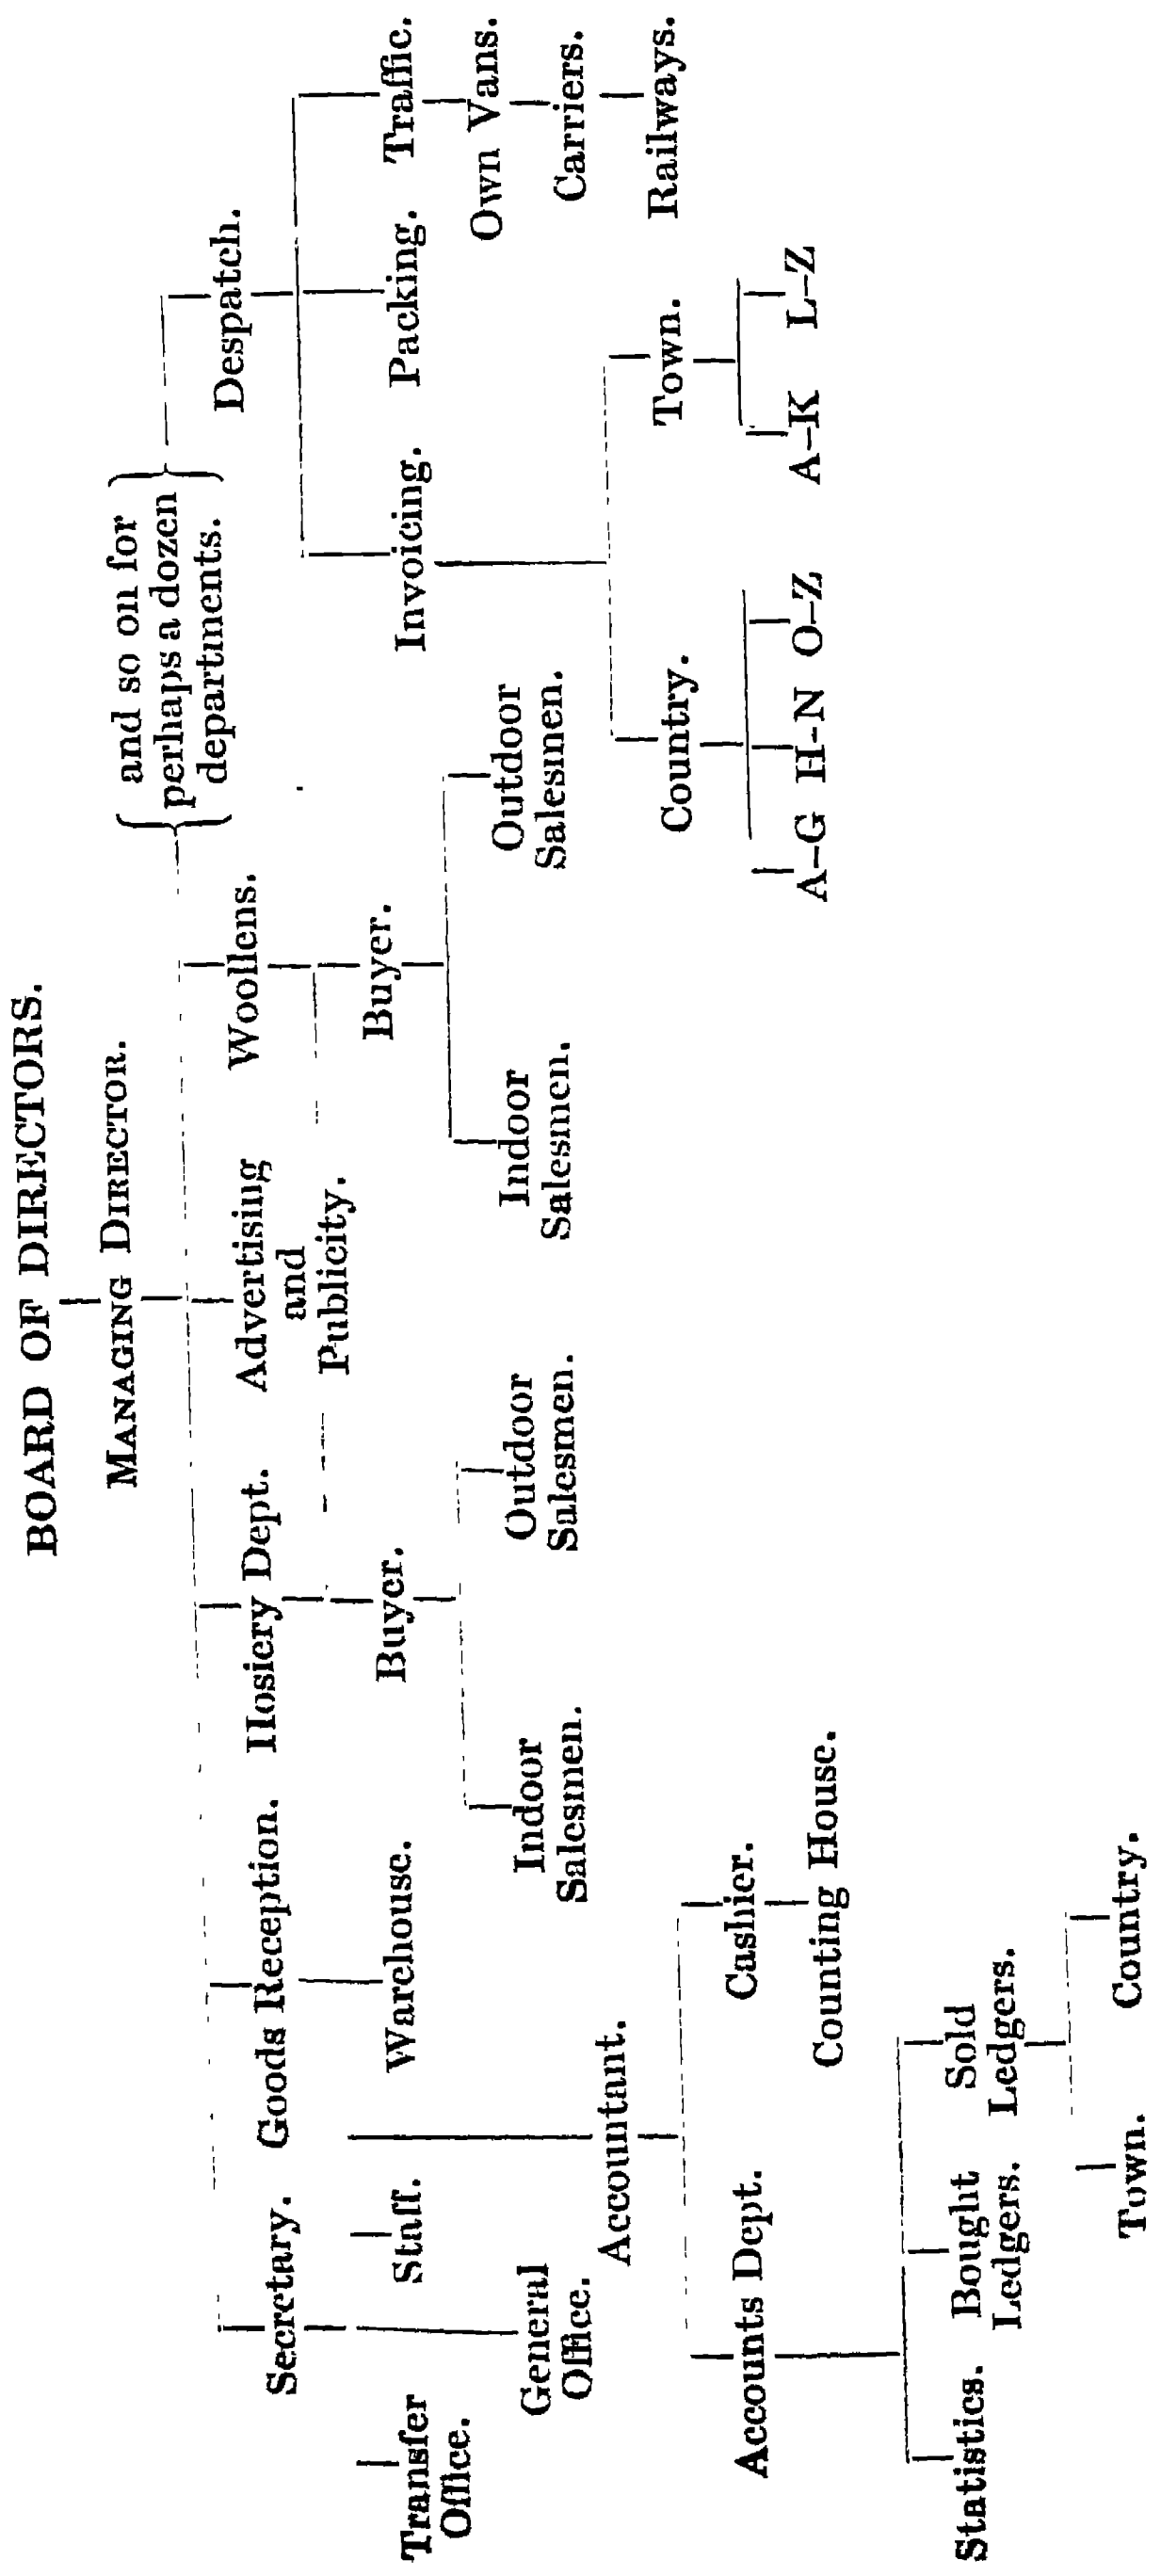 BOARD OF DIRECTORS.
MANAGING DIRECTOR.
Secretary.
Goods Reception.
Hosiery Dept.
Advertising
and
Publicity.
Woollens.
and so on for
perhaps a dozen
departments.
Despatch.
Transfer
Office.
Staff.
General
Office.
Warehouse.
Buyer.
Buyer.
Invoicing.
Packing.
Traffic.
Own Vans.
Carriers.
Railways.
Indoor
Salesmen.
Outdoor
Salesmen.
Indoor
Salesmen.
Outdoor
Salesmen.
Accountant.
Country.
Town.
A–G H–N O–Z
A–K L–Z
Accounts Dept.
Cashier.
Counting House.
Statistics.
Bought
Ledgers.
Sold
Ledgers.
Town.
Country.